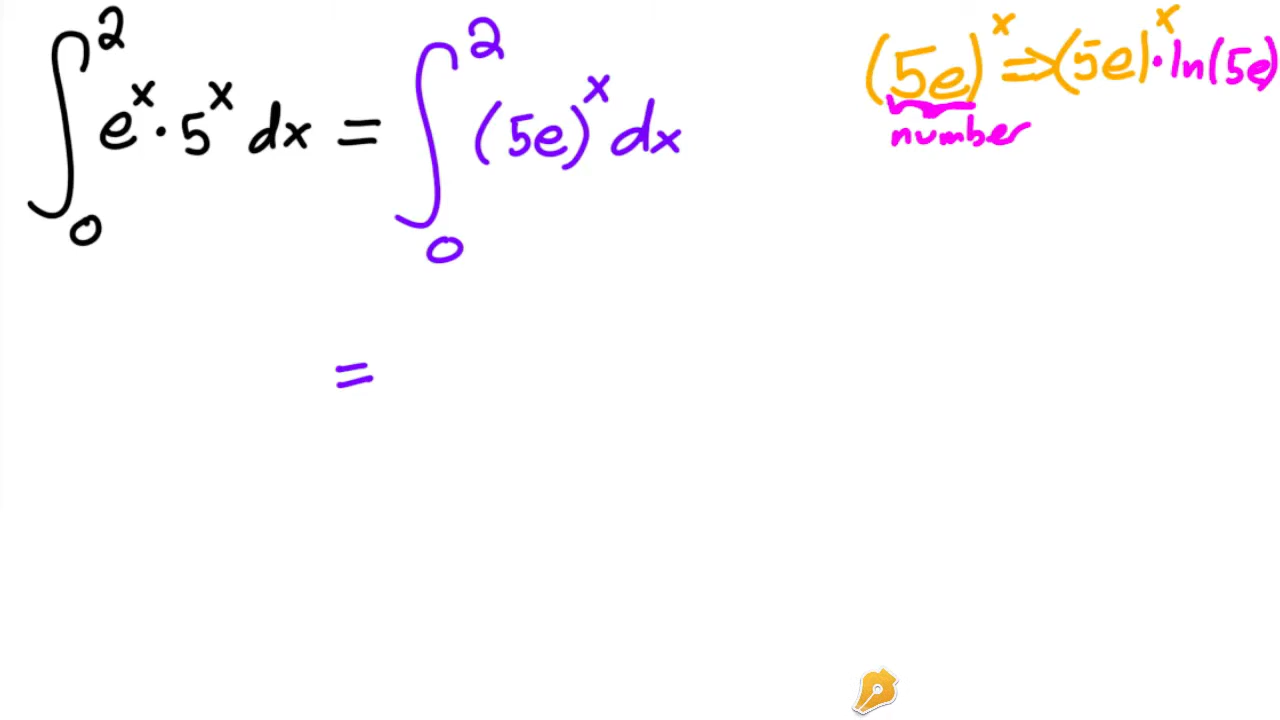 ∫₀² eˣ · 5ˣ dx = ∫₀² (5e)ˣ dx
(5e)ˣ ⇒ (5e)ˣ · ln(5e)
number
=